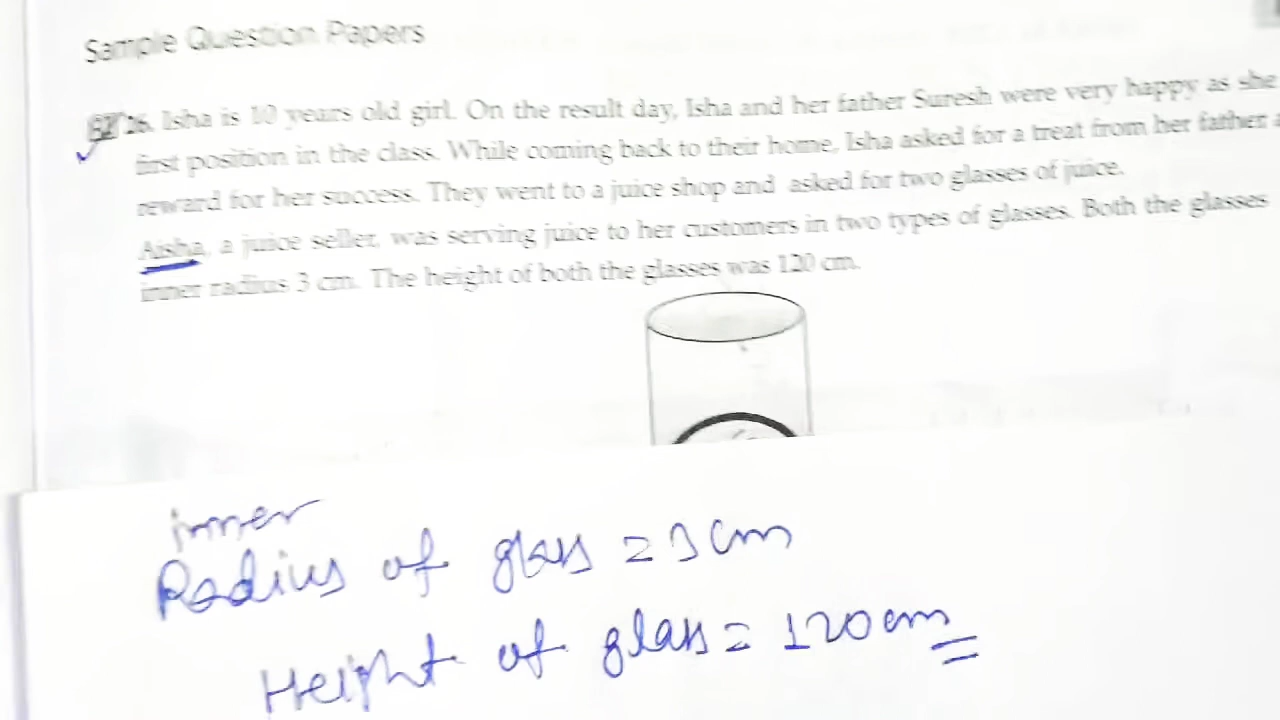 Sample Question Papers
26. Isha is 10 years old girl. On the result day, Isha and her father Suresh were very happy as she
first position in the class. While coming back to their home, Isha asked for a treat from her father a
reward for her success. They went to a juice shop and asked for two glasses of juice.
Aisha, a juice seller, was serving juice to her customers in two types of glasses. Both the glasses
inner radius 3 cm. The height of both the glasses was 120 cm.
inner
Radius of glass = 3 cm
Height of glass = 120 cm